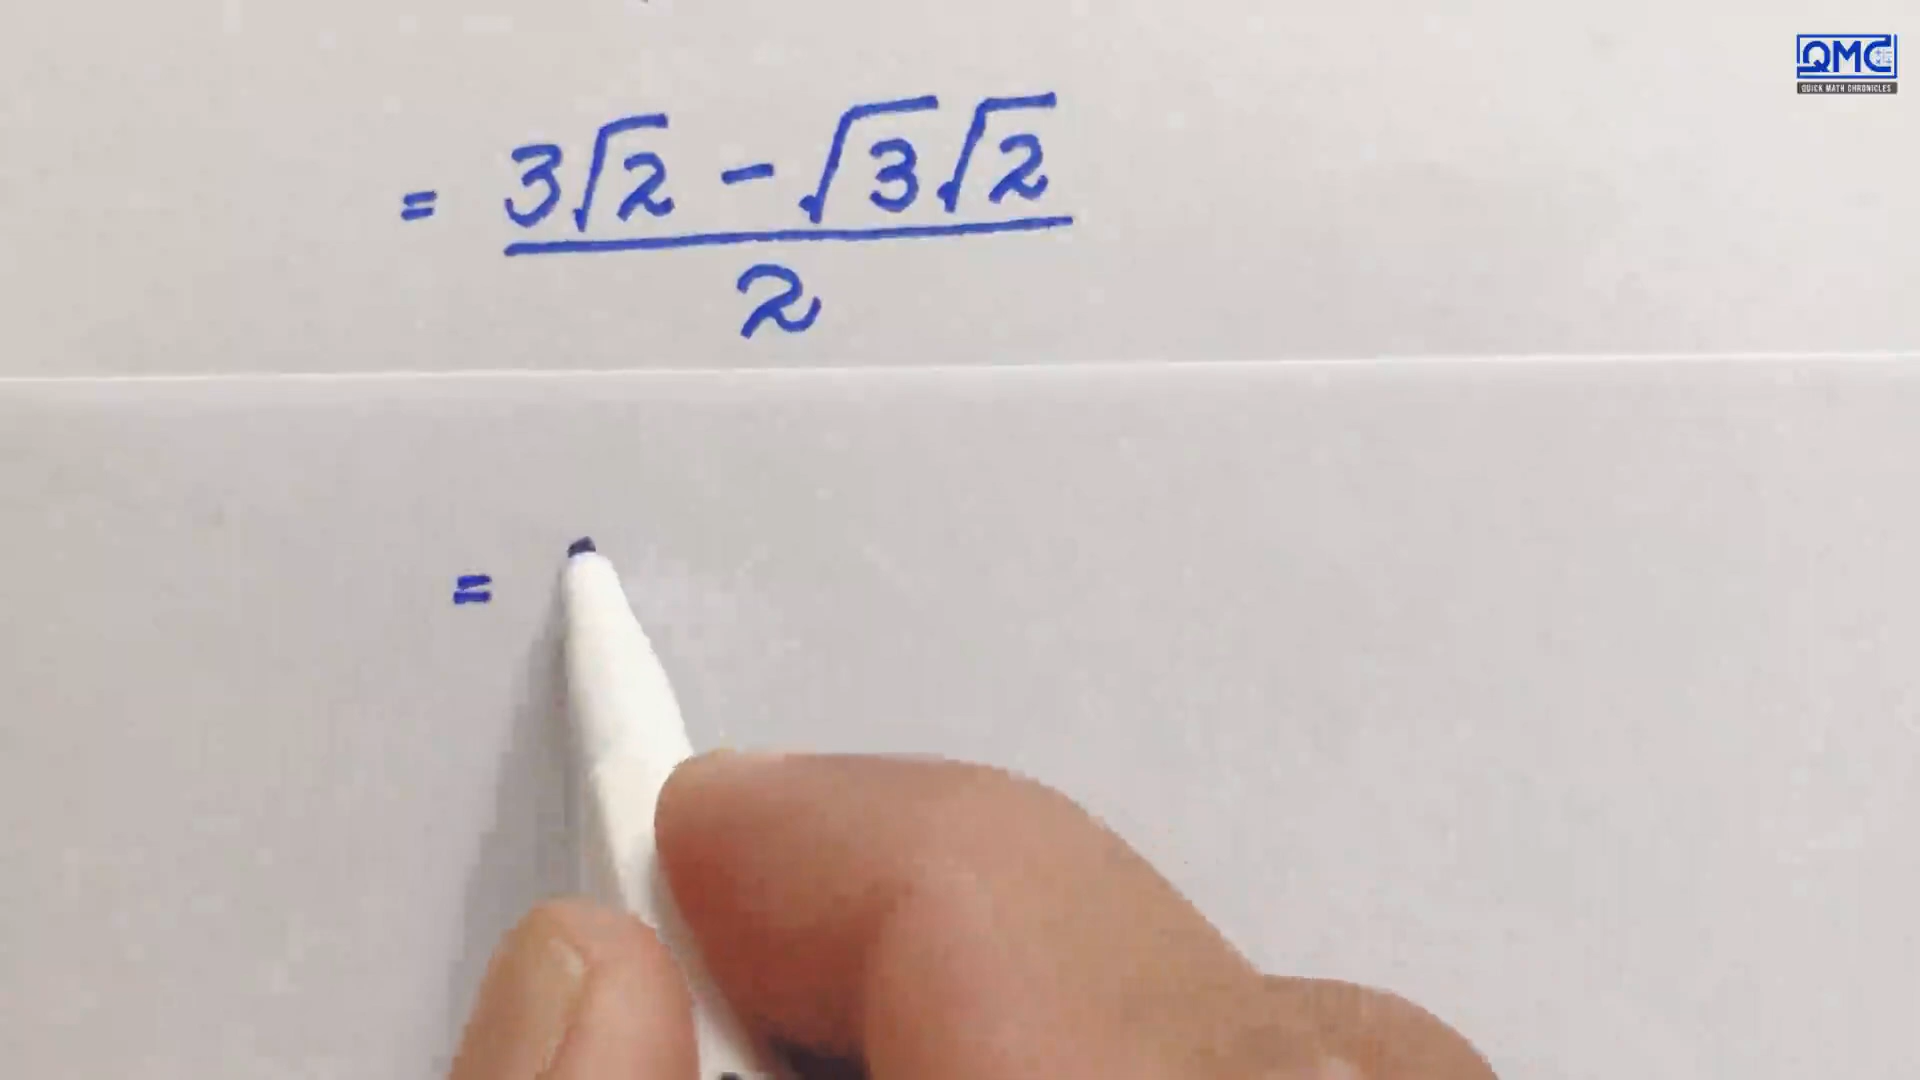 QMC
QUICK MATH CHRONICLES
= (3√2 - √3√2)/2
=